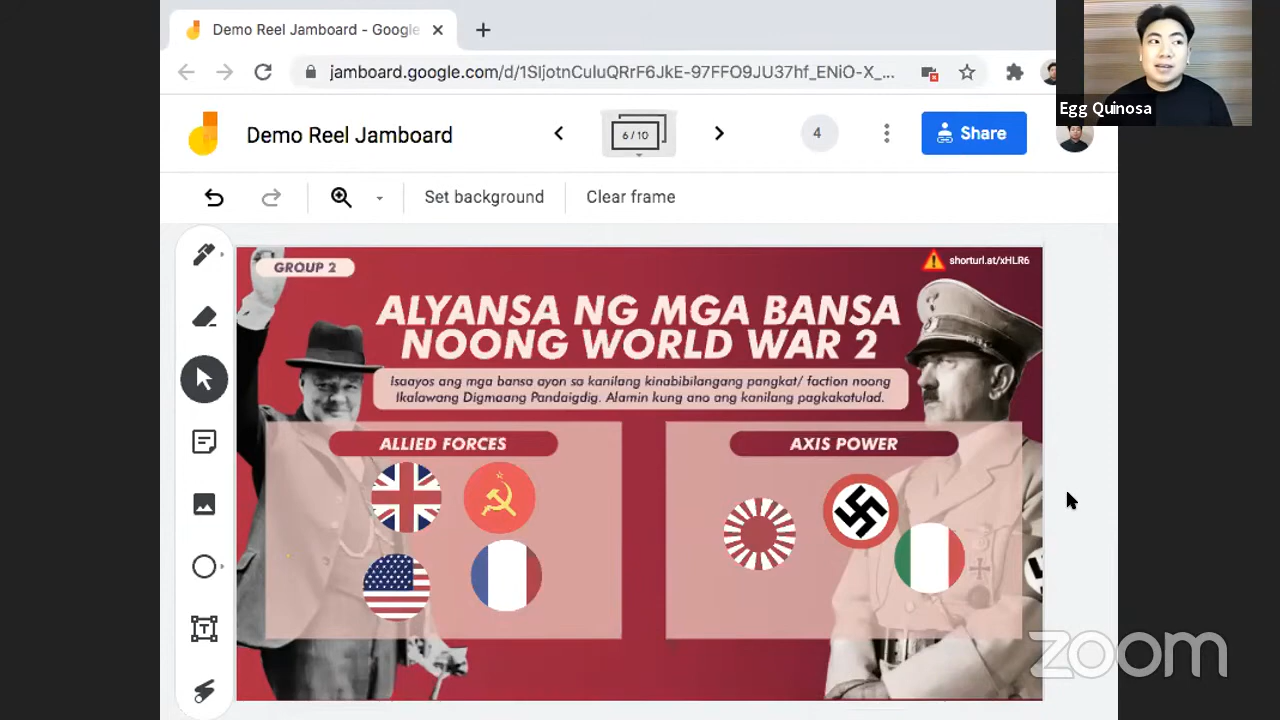 Demo Reel Jamboard - Google
jamboard.google.com/d/1SIjotnCuluQRrF6JkE-97FFO9JU37hf_ENiO-X_...
Egg Quinosa
Demo Reel Jamboard
6 / 10
4
Share
Set background
Clear frame
GROUP 2
shorturl.at/xHLR6
ALYANSA NG MGA BANSA
NOONG WORLD WAR 2
Isaayos ang mga bansa ayon sa kanilang kinabibilangang pangkat/ faction noong
Ikalawang Digmaang Pandaigdig. Alamin kung ano ang kanilang pagkakatulad.
ALLIED FORCES
AXIS POWER
zoom